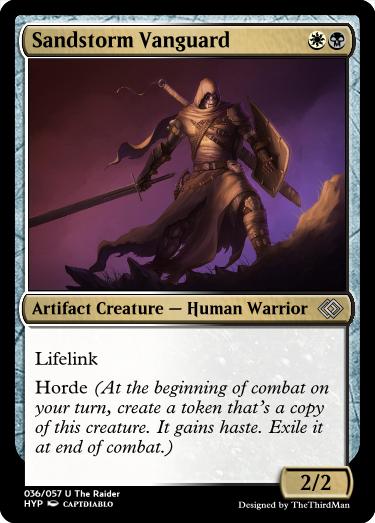 Sandstorm Vanguard
Artifact Creature — Human Warrior
Lifelink
Horde (At the beginning of combat on
your turn, create a token that's a copy
of this creature. It gains haste. Exile it
at end of combat.)
2/2
036/057 U The Raider
HYP CAPTDIABLO
Designed by TheThirdMan